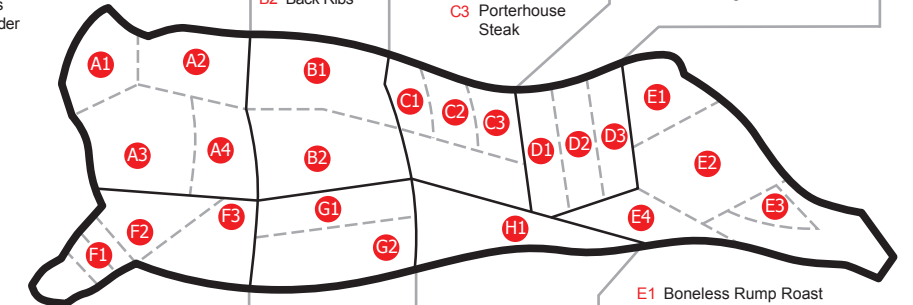 der
B2 Back Ribs
C3 Porterhouse
Steak
A1
A2
B1
C1
C2
C3
D1
D2
D3
E1
A3
A4
B2
E2
E3
F1
F2
F3
G1
G2
H1
E4
E1 Boneless Rump Roast